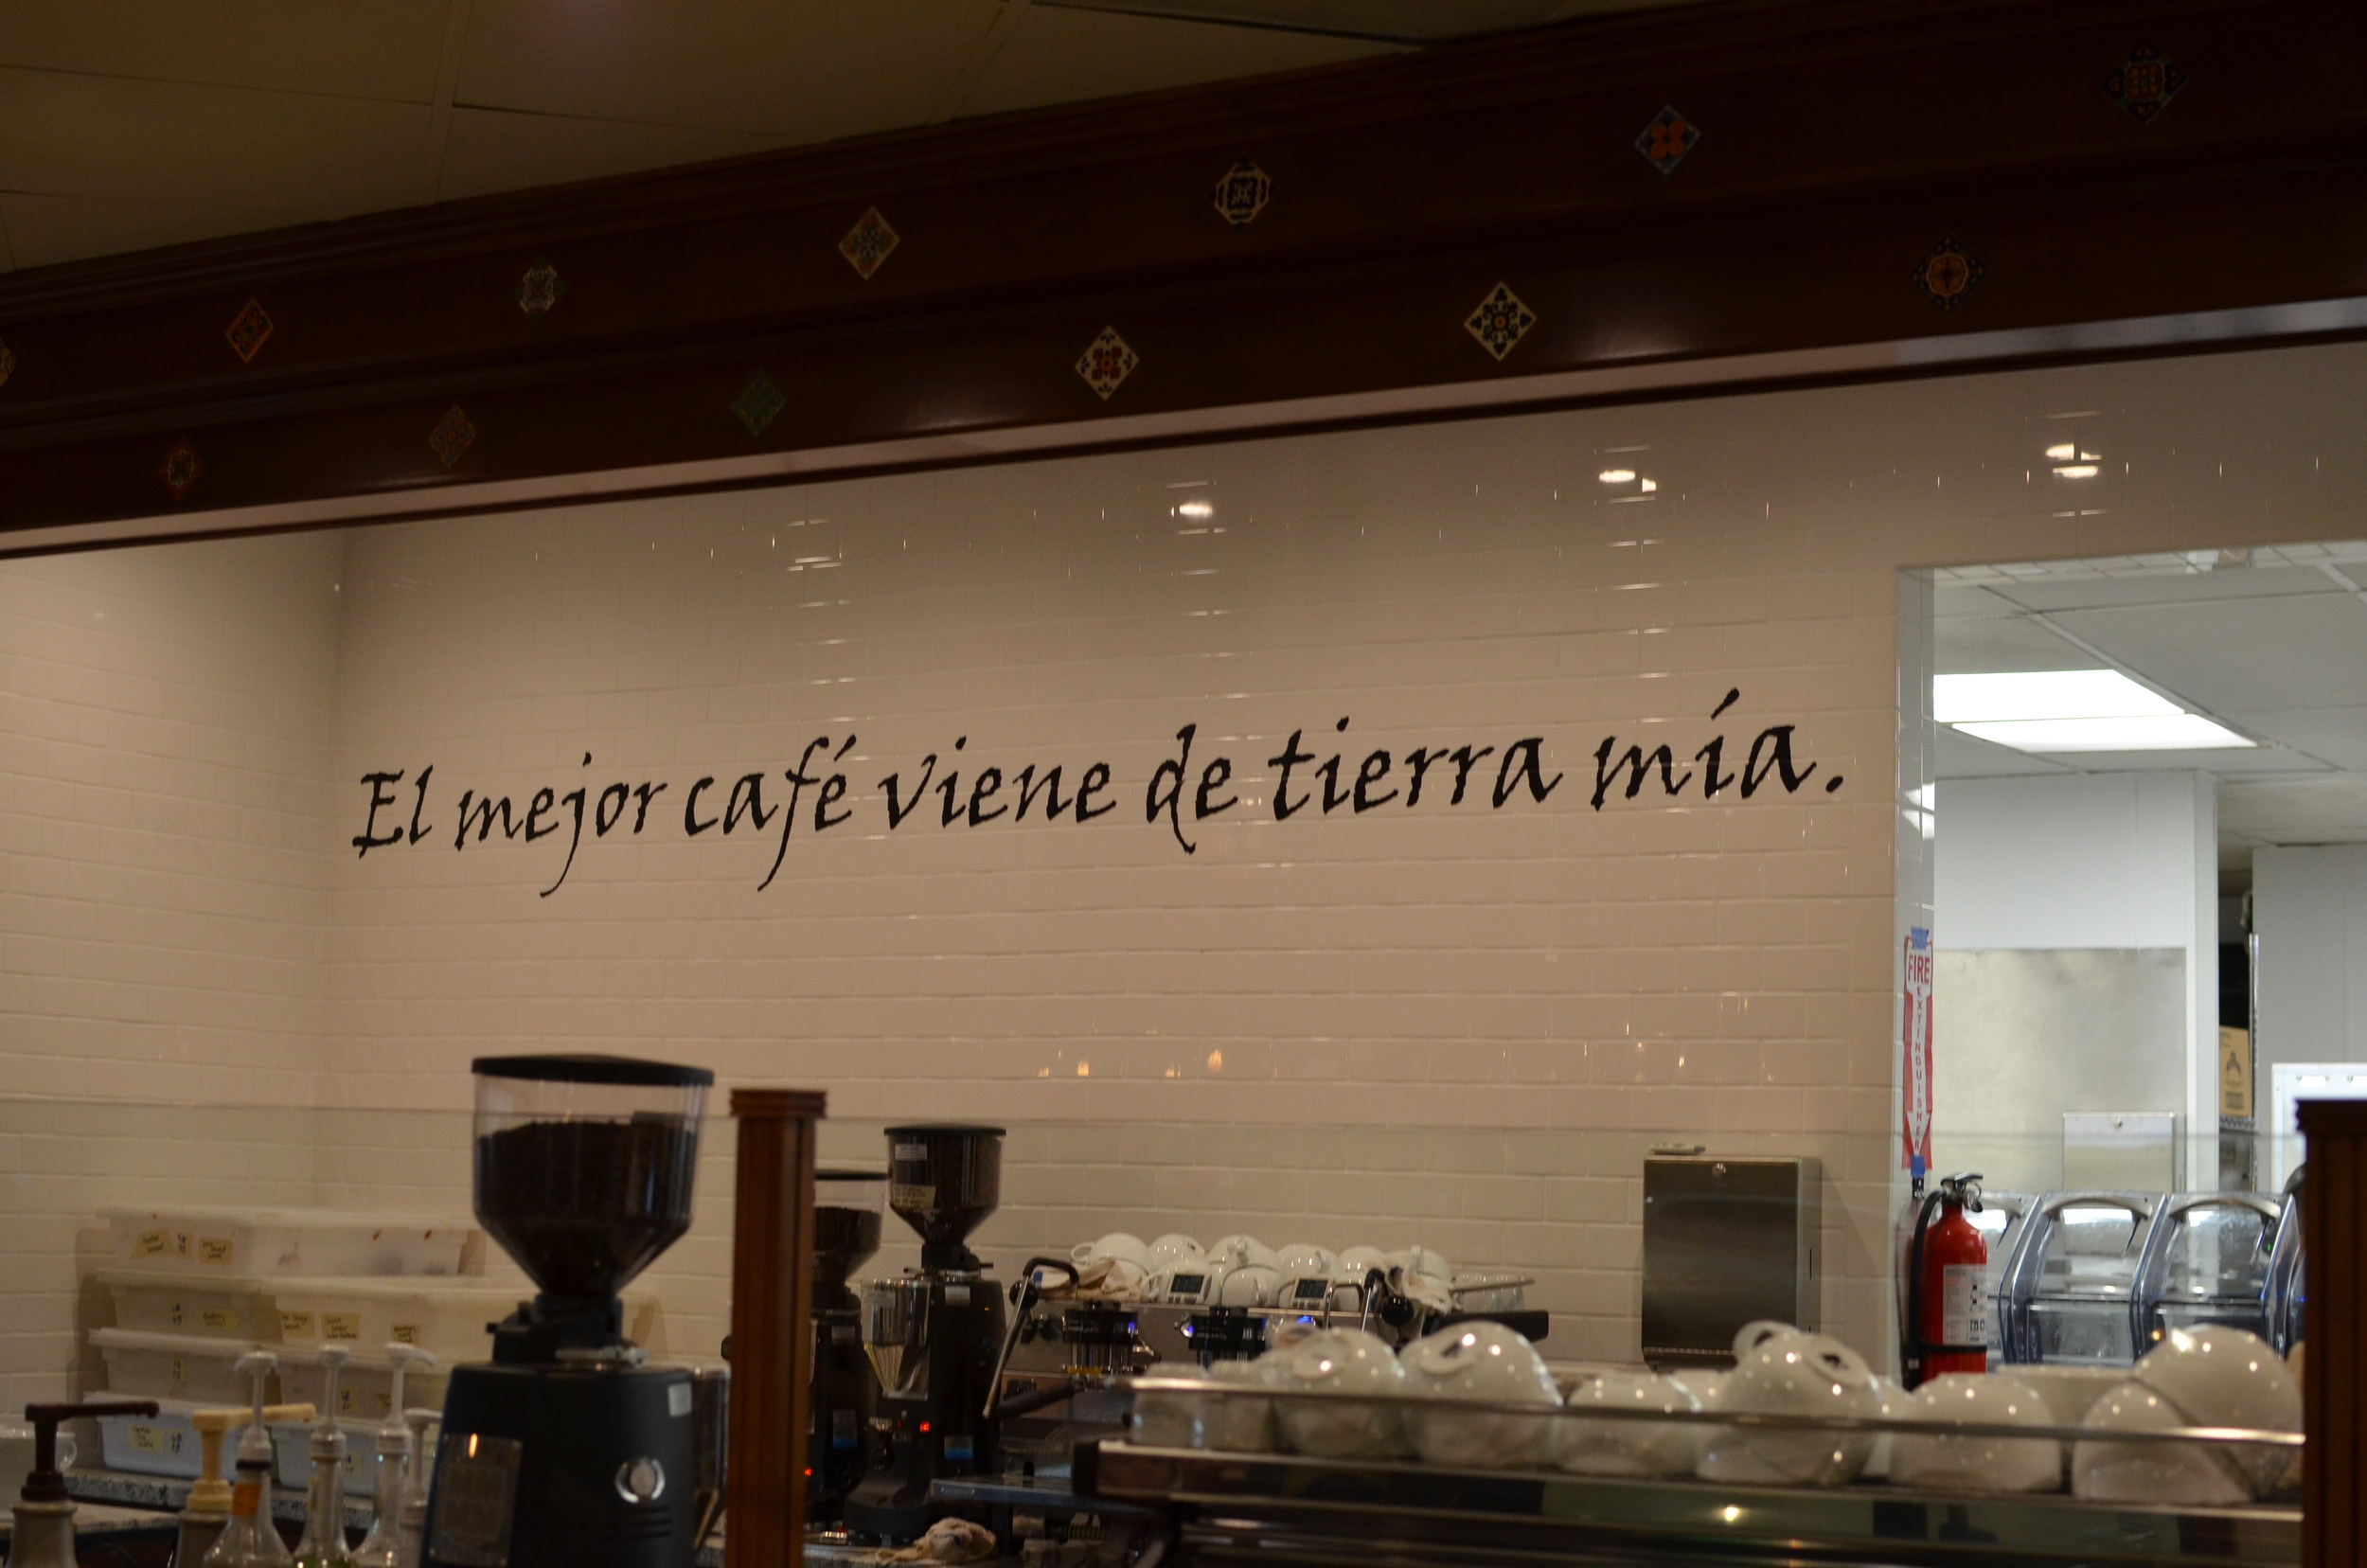 El mejor café viene de tierra mía.
FIRE
EXTINGUISHER